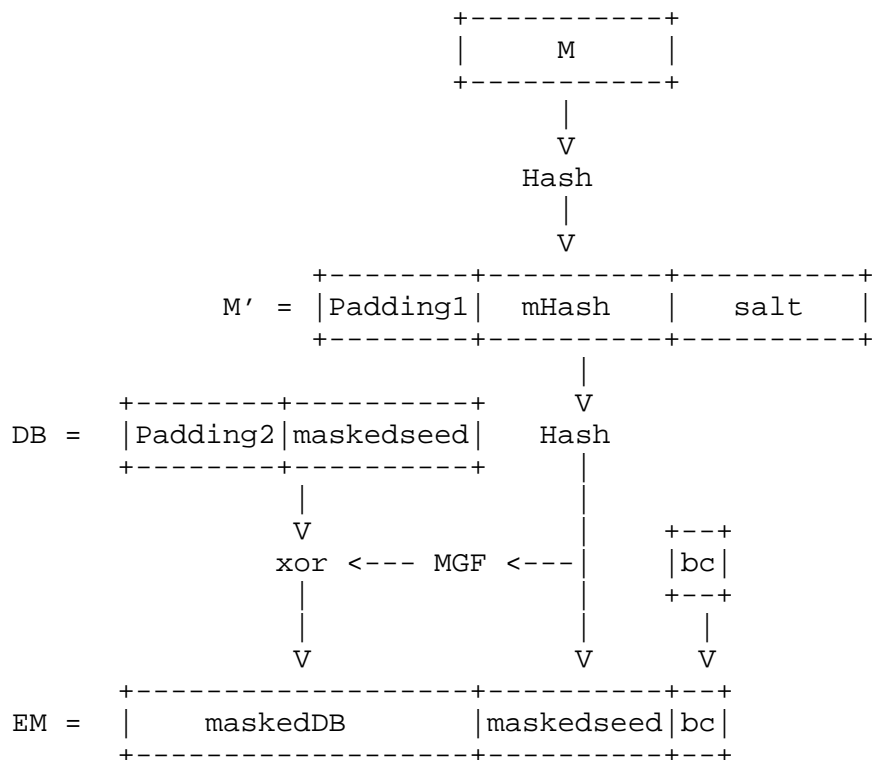 +-----------+
|     M     |
+-----------+
|
V
Hash
|
V
+--------+----------+----------+
M’ = |Padding1|  mHash   |   salt   |
+--------+----------+----------+
|
+--------+----------+     V
DB =  |Padding2|maskedseed|   Hash
+--------+----------+     |
|               |
V               |    +--+
xor <--- MGF <---|    |bc|
|               |    +--+
|               |      |
V               V      V
+-------------------+----------+--+
EM =  |    maskedDB       |maskedseed|bc|
+-------------------+----------+--+